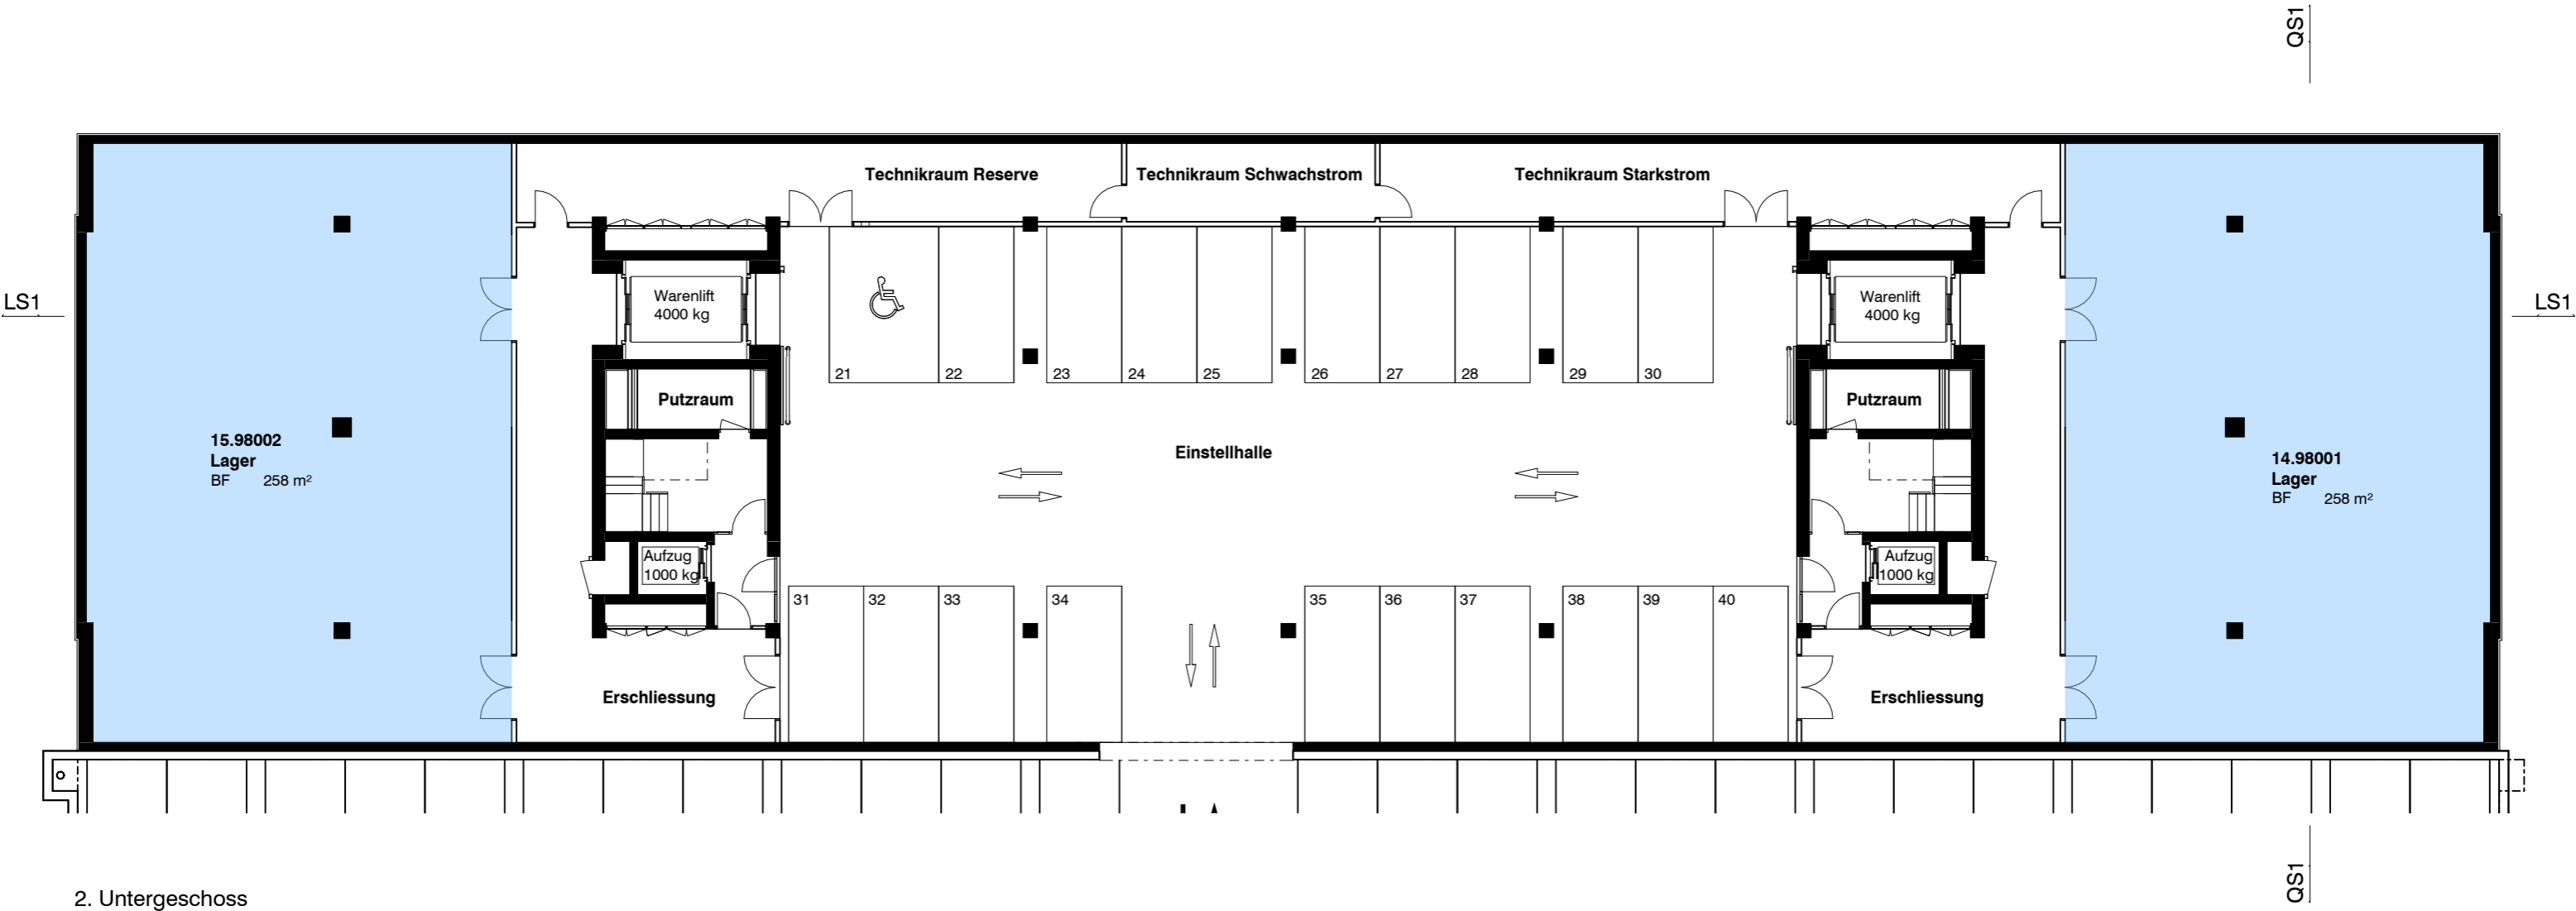 QS1
Technikraum Reserve
Technikraum Schwachstrom
Technikraum Starkstrom
LS1
Warenlift
4000 kg
Warenlift
4000 kg
LS1
21
22
23
24
25
26
27
28
29
30
Putzraum
Putzraum
15.98002
Lager
BF 258 m²
Einstellhalle
14.98001
Lager
BF 258 m²
Aufzug
1000 kg
Aufzug
1000 kg
31
32
33
34
35
36
37
38
39
40
Erschliessung
Erschliessung
QS1
2. Untergeschoss